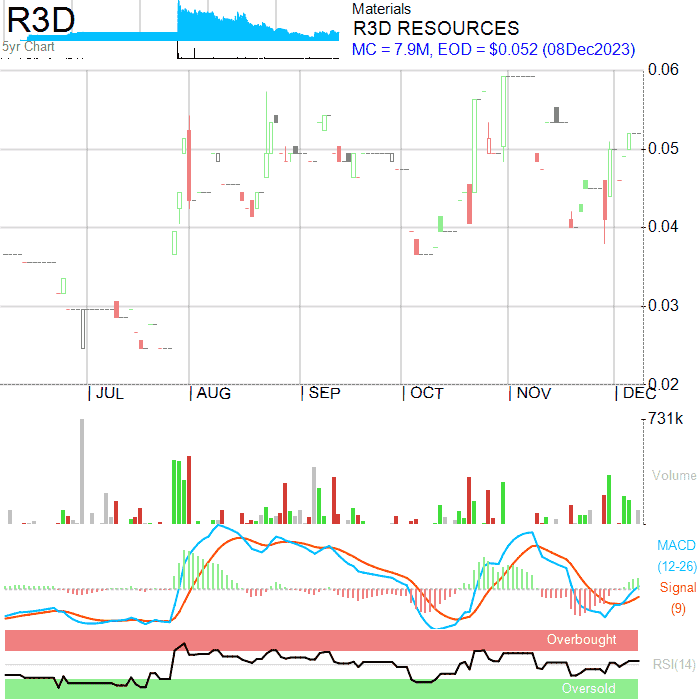 R3D
5yr Chart
Materials
R3D RESOURCES
MC = 7.9M, EOD = $0.052 (08Dec2023)
0.06
0.05
0.04
0.03
0.02
JUL AUG SEP OCT NOV DEC
731k
Volume
MACD
(12-26)
Signal
(9)
Overbought
RSI(14)
Oversold